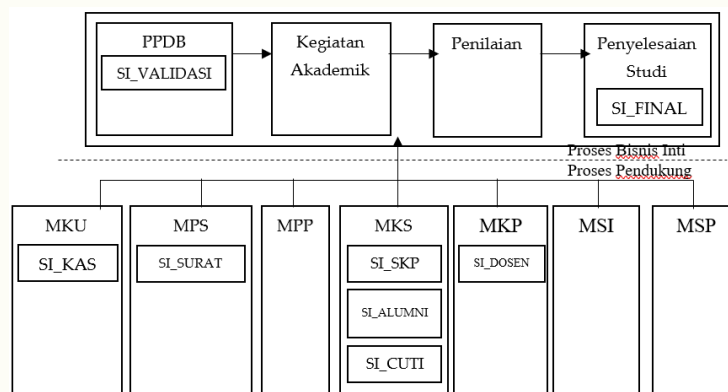 PPDB
SI_VALIDASI
Kegiatan
Akademik
Penilaian
Penyelesaian
Studi
SI_FINAL
Proses Bisnis Inti
Proses Pendukung
MKU
SI_KAS
MPS
SI_SURAT
MPP
MKS
SI_SKP
SI_ALUMNI
SI_CUTI
MKP
SI_DOSEN
MSI
MSP